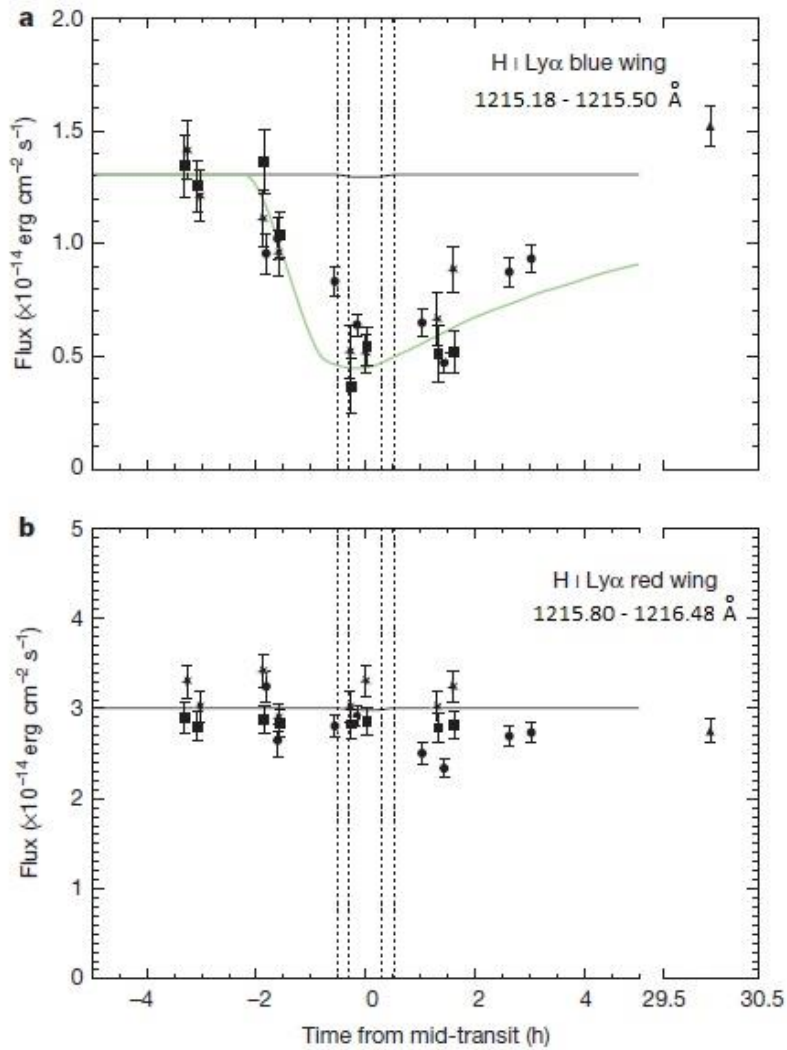 a
2.0
H I Lyα blue wing
1215.18 - 1215.50 Å
1.5
1.0
0.5
0
Flux (×10⁻¹⁴ erg cm⁻² s⁻¹)
b
5
H I Lyα red wing
1215.80 - 1216.48 Å
4
3
2
1
0
Flux (×10⁻¹⁴ erg cm⁻² s⁻¹)
−4 −2 0 2 4 29.5 30.5
Time from mid-transit (h)